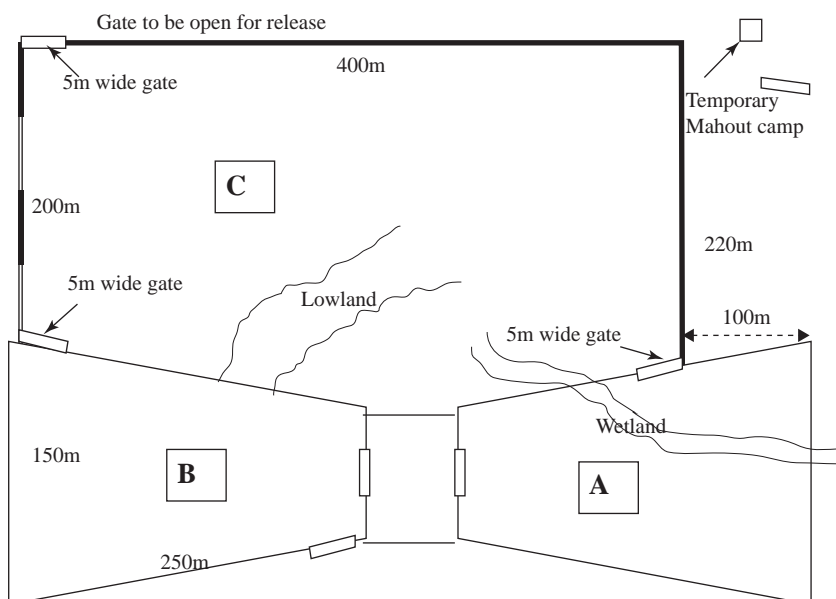 Gate to be open for release
5m wide gate
400m
Temporary
Mahout camp
C
200m
220m
5m wide gate
Lowland
100m
5m wide gate
Wetland
150m
B
A
250m